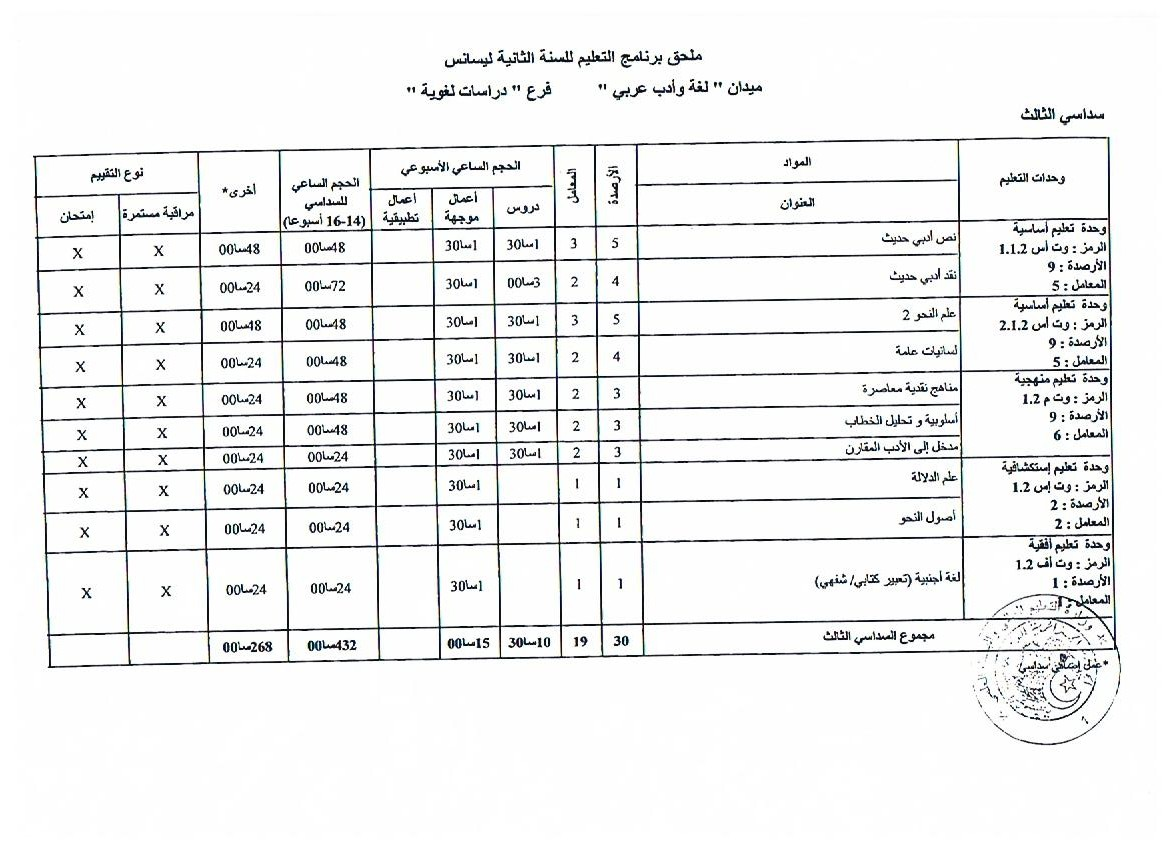 ملحق برنامج التعليم للسنة الثانية ليسانس
ميدان " لغة وأدب عربي " فرع " دراسات لغوية "
سداسي الثالث
وحدات التعليم المواد الأرصدة المعامل الحجم الساعي الأسبوعي الحجم الساعي للسداسي (14-16 أسبوعا) أخرى* نوع التقييم
العنوان دروس أعمال موجهة أعمال تطبيقية مراقبة مستمرة إمتحان
وحدة تعليم أساسية
الرمز : وت أس 1.1.2
الأرصدة : 9
المعامل : 5
نص أدبي حديث 5 3 1سا30 1سا30 48سا00 48سا00 X X
نقد أدبي حديث 4 2 3سا00 1سا30 72سا00 24سا00 X X
وحدة تعليم أساسية
الرمز : وت أس 2.1.2
الأرصدة : 9
المعامل : 5
علم النحو 2 5 3 1سا30 1سا30 48سا00 48سا00 X X
لسانيات عامة 4 2 1سا30 1سا30 48سا00 24سا00 X X
وحدة تعليم منهجية
الرمز : وت م 1.2
الأرصدة : 9
المعامل : 6
مناهج نقدية معاصرة 3 2 1سا30 1سا30 48سا00 24سا00 X X
أسلوبية و تحليل الخطاب 3 2 1سا30 1سا30 48سا00 24سا00 X X
مدخل إلى الأدب المقارن 3 2 1سا30 1سا30 24سا00 24سا00 X X
وحدة تعليم إستكشافية
الرمز : وت إس 1.2
الأرصدة : 2
المعامل : 2
علم الدلالة 1 1 1سا30 24سا00 24سا00 X X
أصول النحو 1 1 1سا30 24سا00 24سا00 X X
وحدة تعليم أفقية
الرمز : وت أف 1.2
الأرصدة : 1
المعامل : 1
لغة أجنبية (تعبير كتابي/ شفهي) 1 1 1سا30 24سا00 24سا00 X X
مجموع السداسي الثالث 30 19 10سا30 15سا00 432سا00 268سا00
*عمل إضافي سداسي